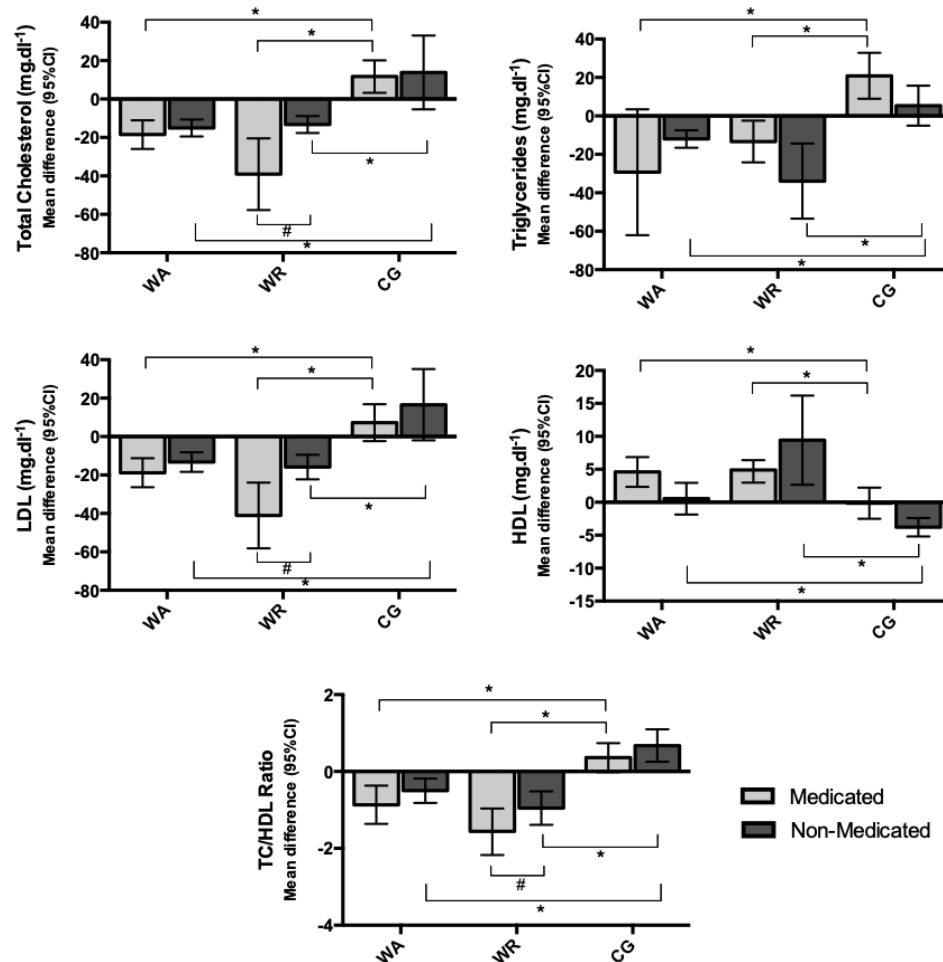 Total Cholesterol (mg.dl-1)
Mean difference (95%CI)
40
20
0
-20
-40
-60
-80
*
*
*
#
*
WA
WR
CG
Triglycerides (mg.dl-1)
Mean difference (95%CI)
40
20
0
-20
-40
-60
-80
*
*
*
*
WA
WR
CG
LDL (mg.dl-1)
Mean difference (95%CI)
40
20
0
-20
-40
-60
-80
*
*
*
#
*
WA
WR
CG
HDL (mg.dl-1)
Mean difference (95%CI)
20
15
10
5
0
-5
-10
-15
*
*
*
*
WA
WR
CG
TC/HDL Ratio
Mean difference (95%CI)
2
0
-2
-4
*
*
*
#
*
WA
WR
CG
Medicated
Non-Medicated